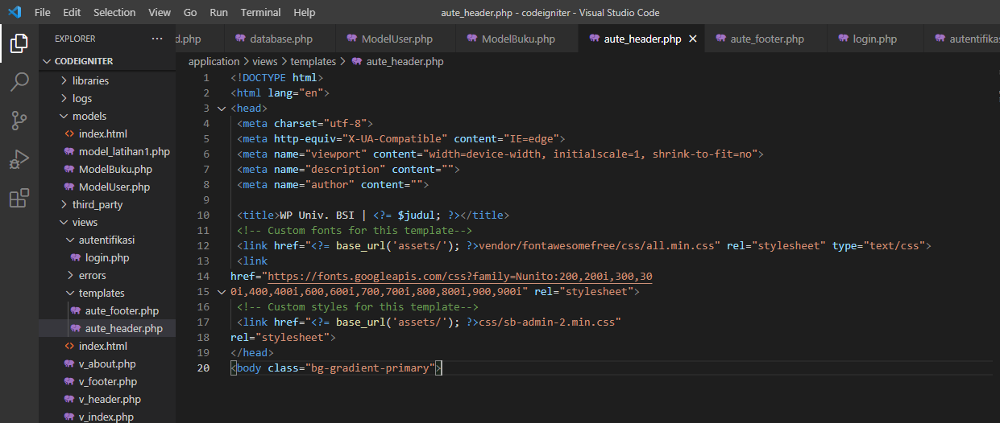 File Edit Selection View Go Run Terminal Help aute_header.php - codeigniter - Visual Studio Code
EXPLORER ··· d.php database.php ModelUser.php ModelBuku.php aute_header.php aute_footer.php login.php autentifikas
CODEIGNITER
libraries
logs
models
index.html
model_latihan1.php
ModelBuku.php
ModelUser.php
third_party
views
autentifikasi
login.php
errors
templates
aute_footer.php
aute_header.php
index.html
v_about.php
v_footer.php
v_header.php
v_index.php
application > views > templates > aute_header.php
1 <!DOCTYPE html>
2 <html lang="en">
3 <head>
4 <meta charset="utf-8">
5 <meta http-equiv="X-UA-Compatible" content="IE=edge">
6 <meta name="viewport" content="width=device-width, initialscale=1, shrink-to-fit=no">
7 <meta name="description" content="">
8 <meta name="author" content="">
9
10 <title>WP Univ. BSI | <?= $judul; ?></title>
11 <!-- Custom fonts for this template-->
12 <link href="<?= base_url('assets/'); ?>vendor/fontawesomefree/css/all.min.css" rel="stylesheet" type="text/css">
13 <link
14 href="https://fonts.googleapis.com/css?family=Nunito:200,200i,300,30
15 0i,400,400i,600,600i,700,700i,800,800i,900,900i" rel="stylesheet">
16 <!-- Custom styles for this template-->
17 <link href="<?= base_url('assets/'); ?>css/sb-admin-2.min.css"
18 rel="stylesheet">
19 </head>
20 <body class="bg-gradient-primary">